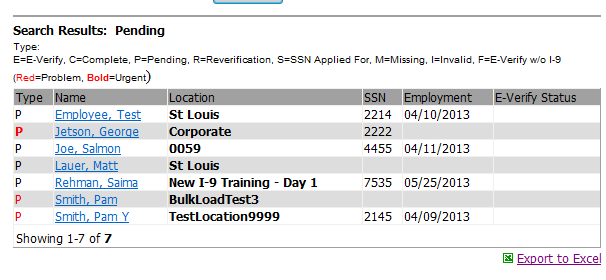 Search Results: Pending
Type:
E=E-Verify, C=Complete, P=Pending, R=Reverification, S=SSN Applied For, M=Missing, I=Invalid, F=E-Verify w/o I-9
(Red=Problem, Bold=Urgent)
Type Name Location SSN Employment E-Verify Status
P Employee, Test St Louis 2214 04/10/2013
P Jetson, George Corporate 2222
P Joe, Salmon 0059 4455 04/11/2013
P Lauer, Matt St Louis
P Rehman, Saima New I-9 Training - Day 1 7535 05/25/2013
P Smith, Pam BulkLoadTest3
P Smith, Pam Y TestLocation9999 2145 04/09/2013
Showing 1-7 of 7
Export to Excel